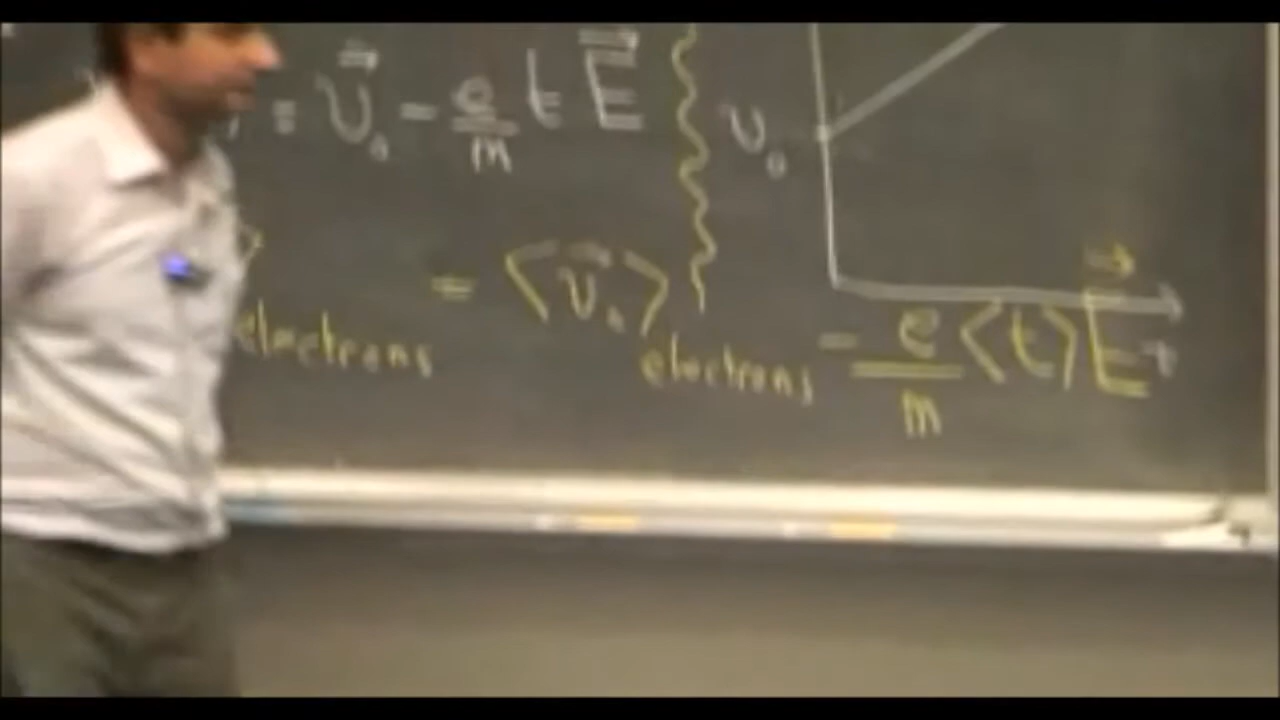 = v⃗₀ - e/m t E⃗
v₀
= ⟨v⃗₀⟩
electrons electrons - e/m ⟨t⟩ E⃗
t